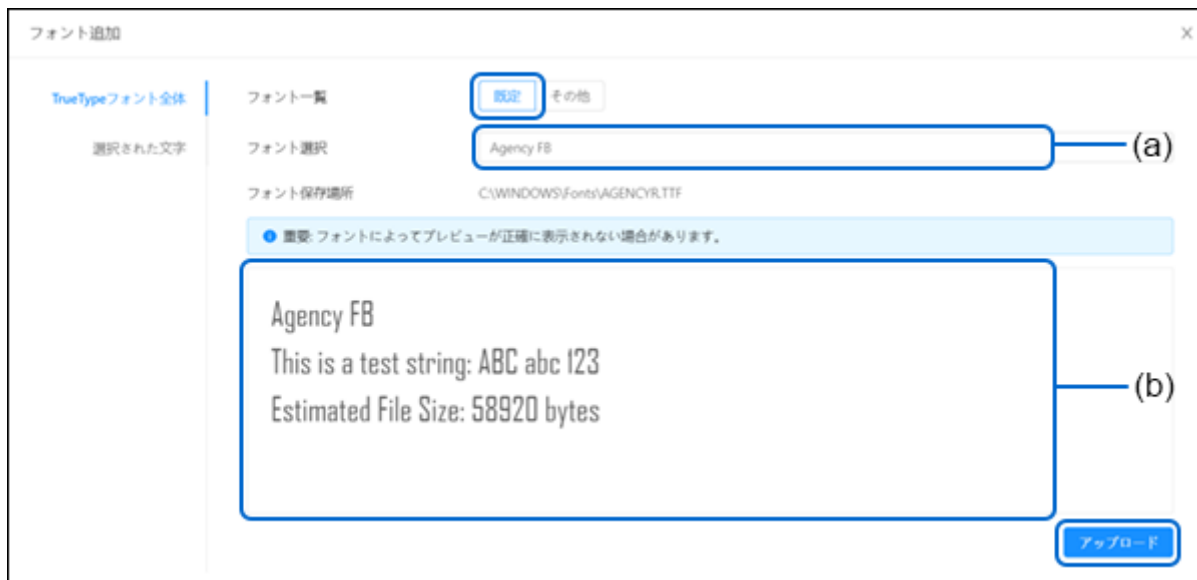 フォント追加 ×
TrueTypeフォント全体
選択された文字
フォント一覧 既定 その他
フォント選択 Agency FB (a)
フォント保存場所 C:\WINDOWS\Fonts\AGENCYR.TTF
重要: フォントによってプレビューが正確に表示されない場合があります。
Agency FB
This is a test string: ABC abc 123
Estimated File Size: 58920 bytes
(b)
アップロード